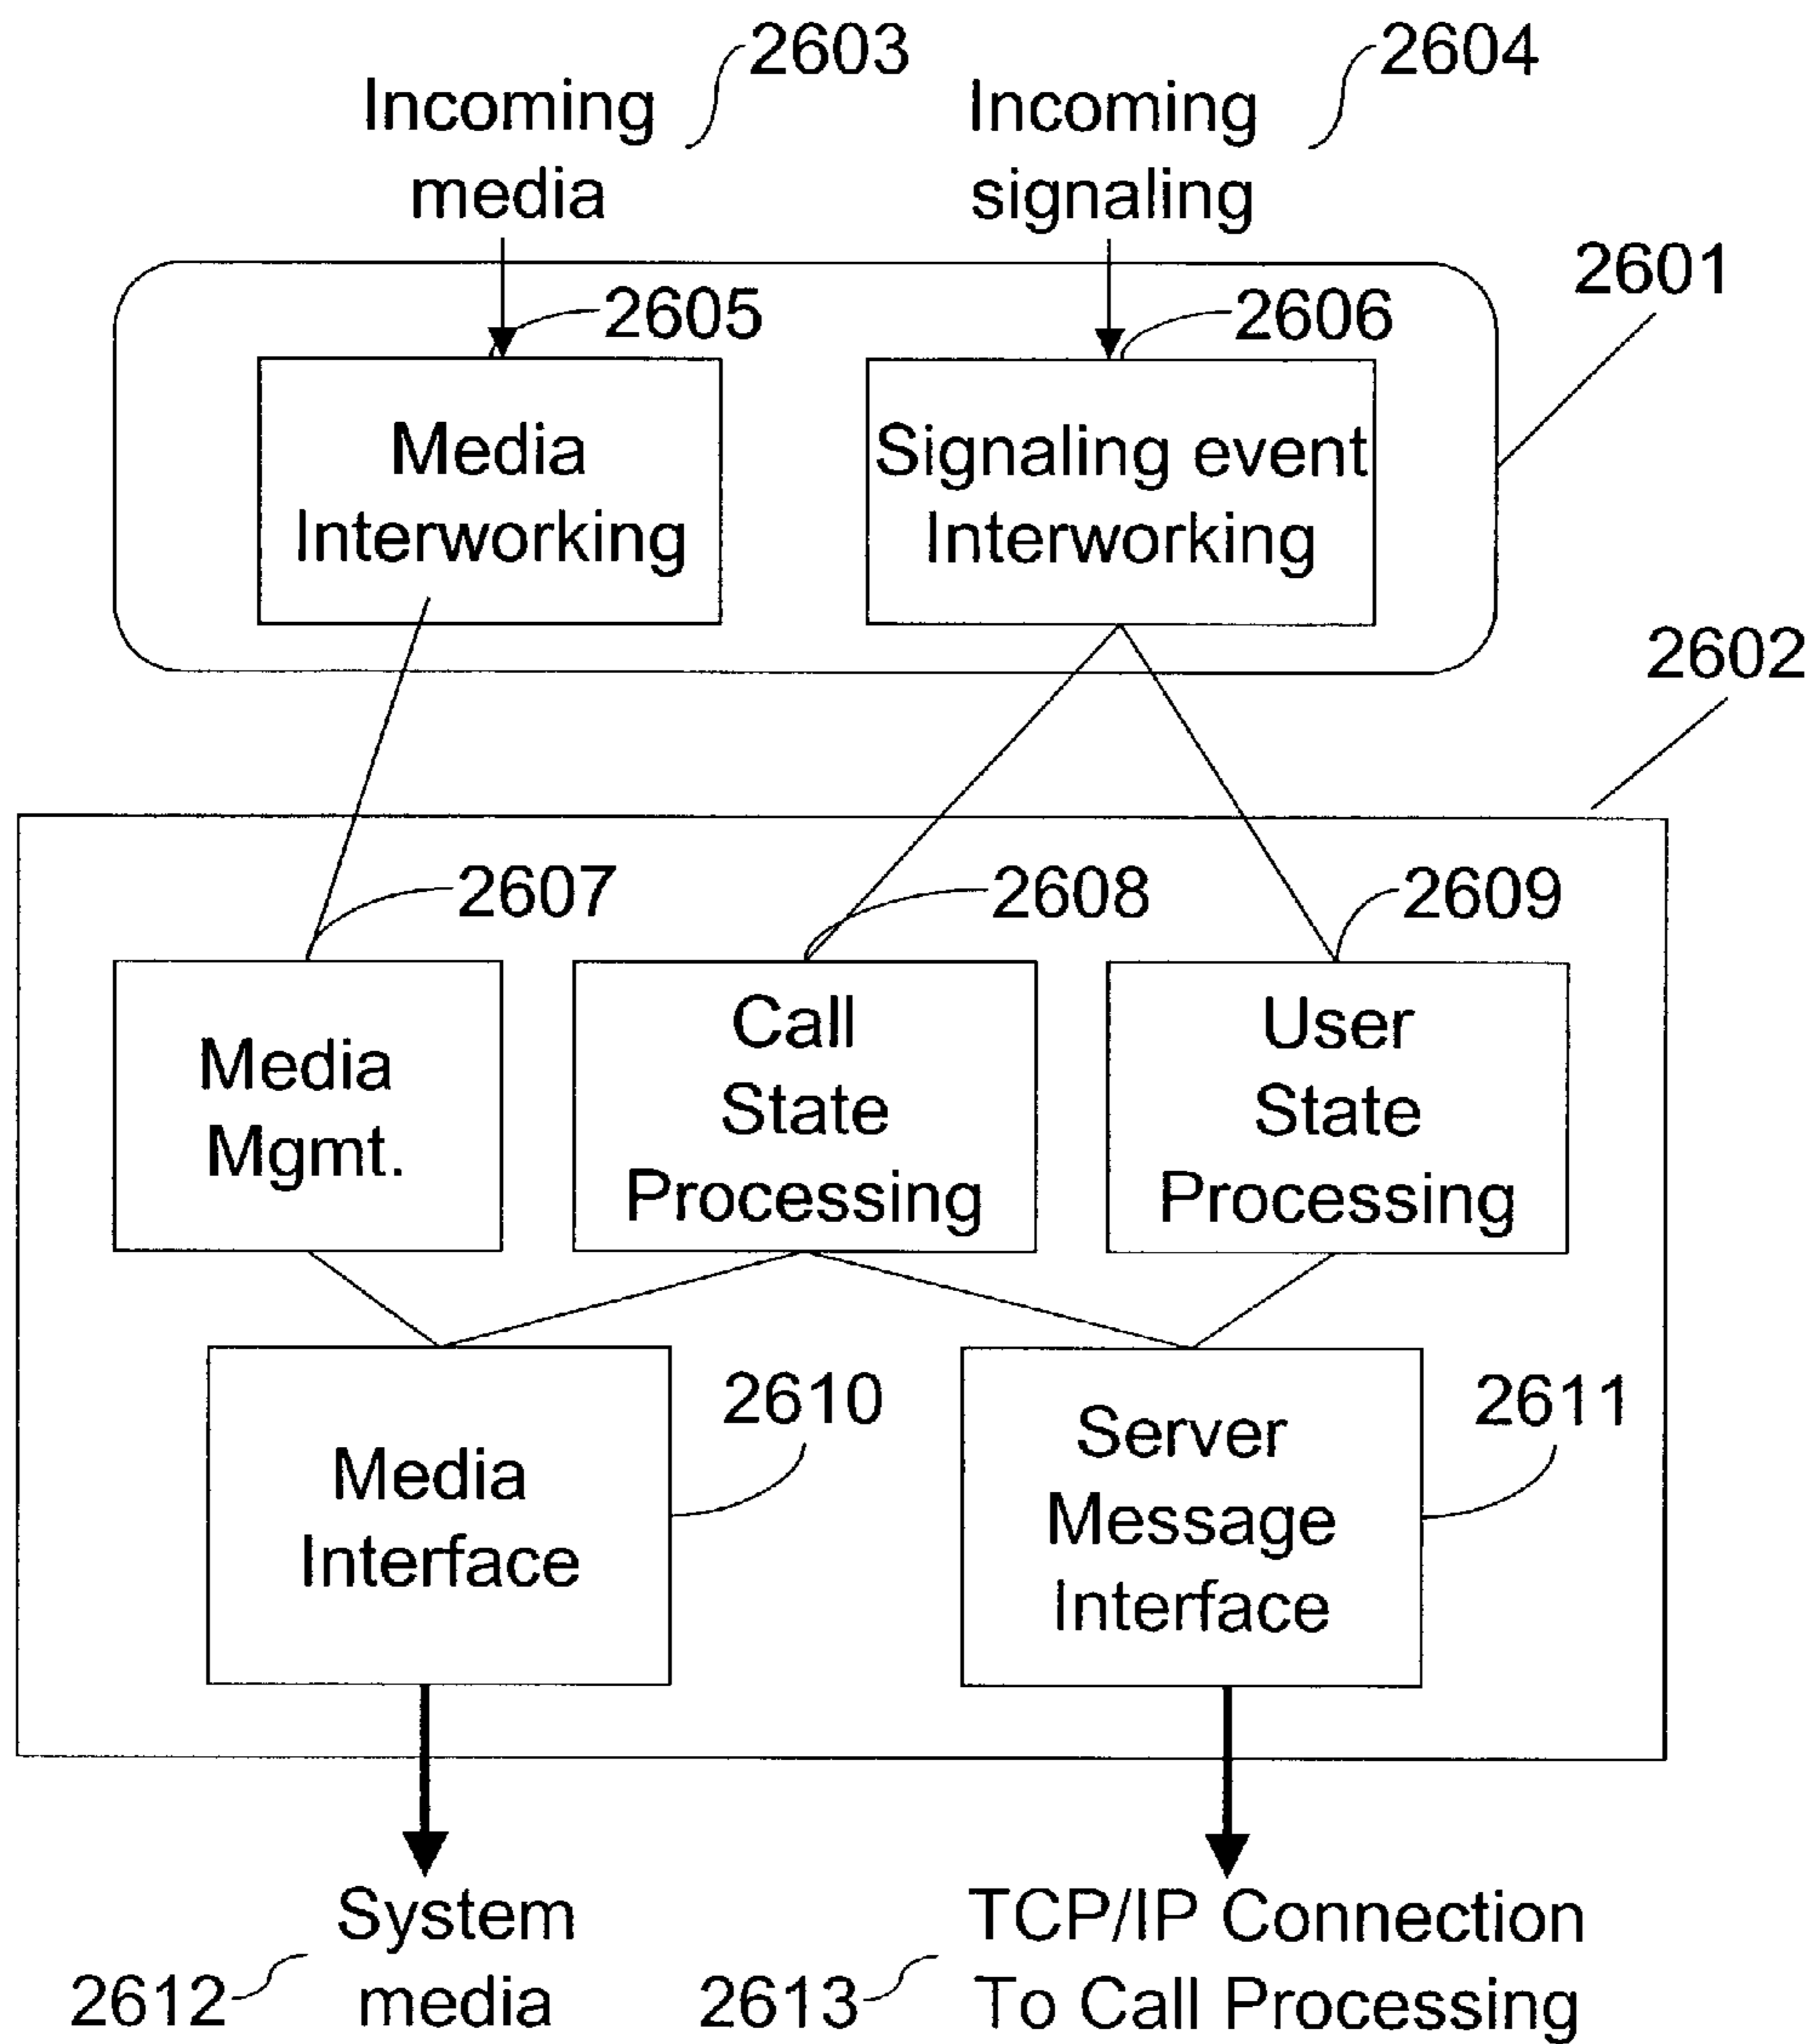 2603
2604
Incoming
media
Incoming
signaling
2601
2605
2606
Media
Interworking
Signaling event
Interworking
2602
2607
2608
2609
Media
Mgmt.
Call
State
Processing
User
State
Processing
2610
2611
Media
Interface
Server
Message
Interface
System
media
2612
TCP/IP Connection
To Call Processing
2613